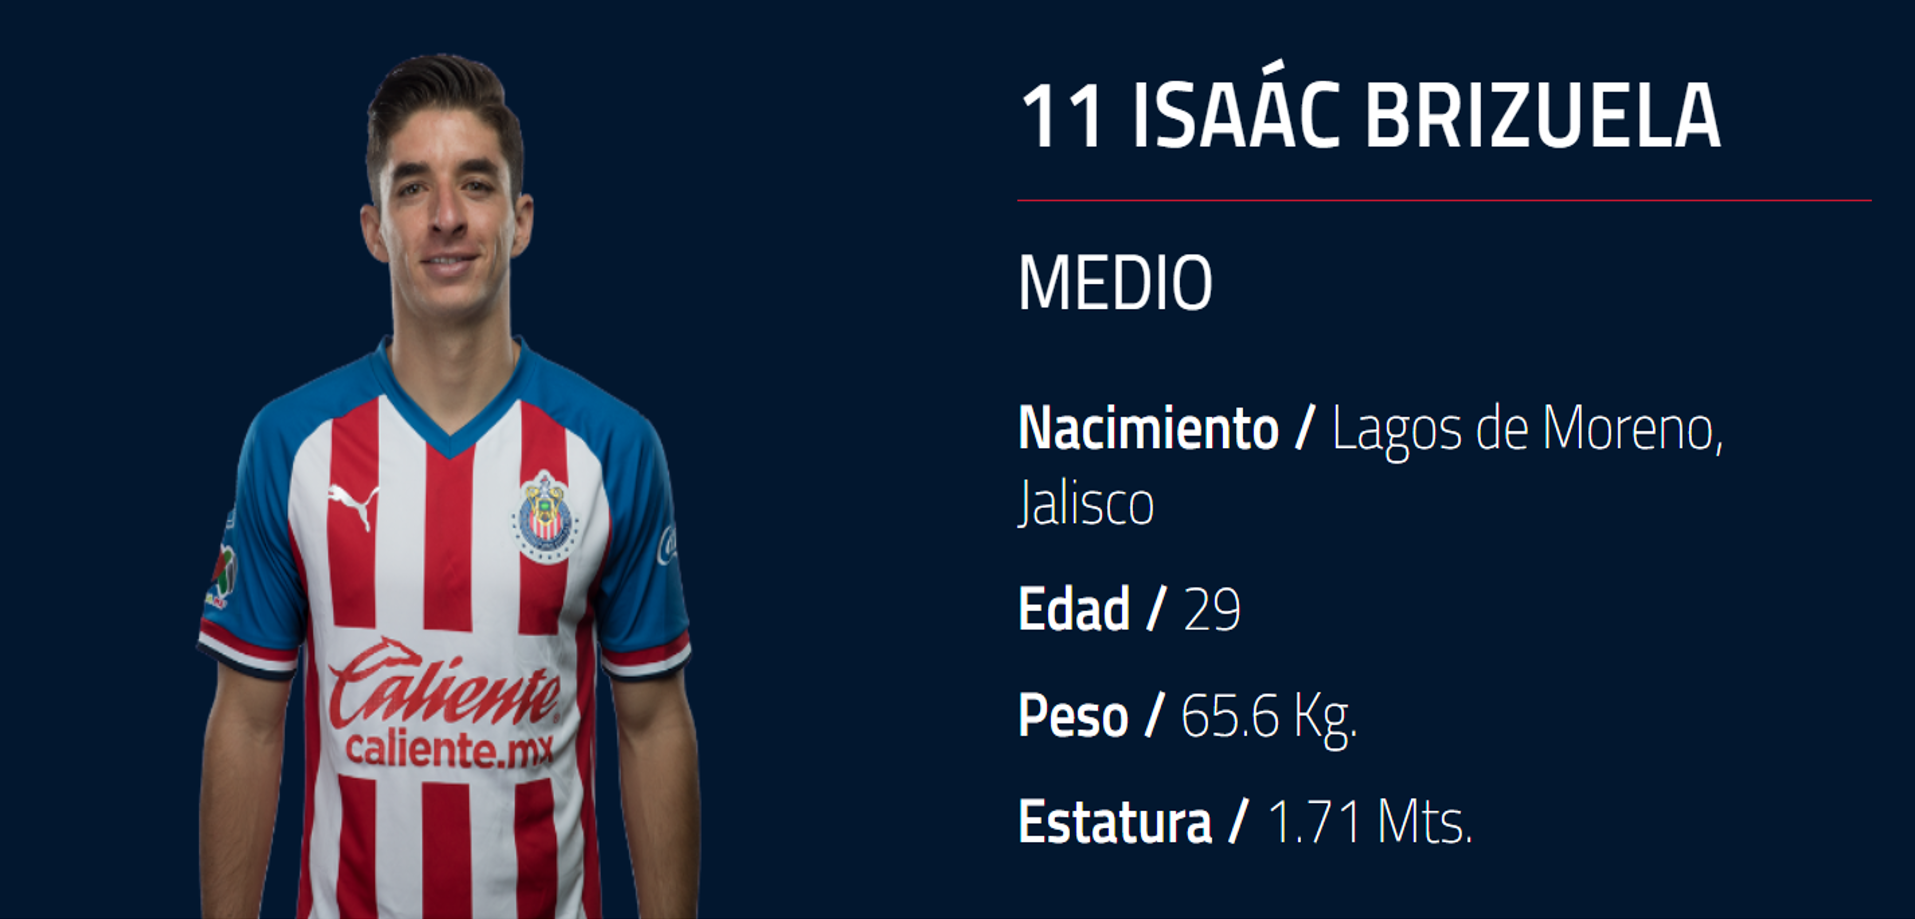 11 ISAÁC BRIZUELA
MEDIO
Nacimiento / Lagos de Moreno,
Jalisco
Edad / 29
Peso / 65.6 Kg.
Estatura / 1.71 Mts.
Caliente
caliente.mx